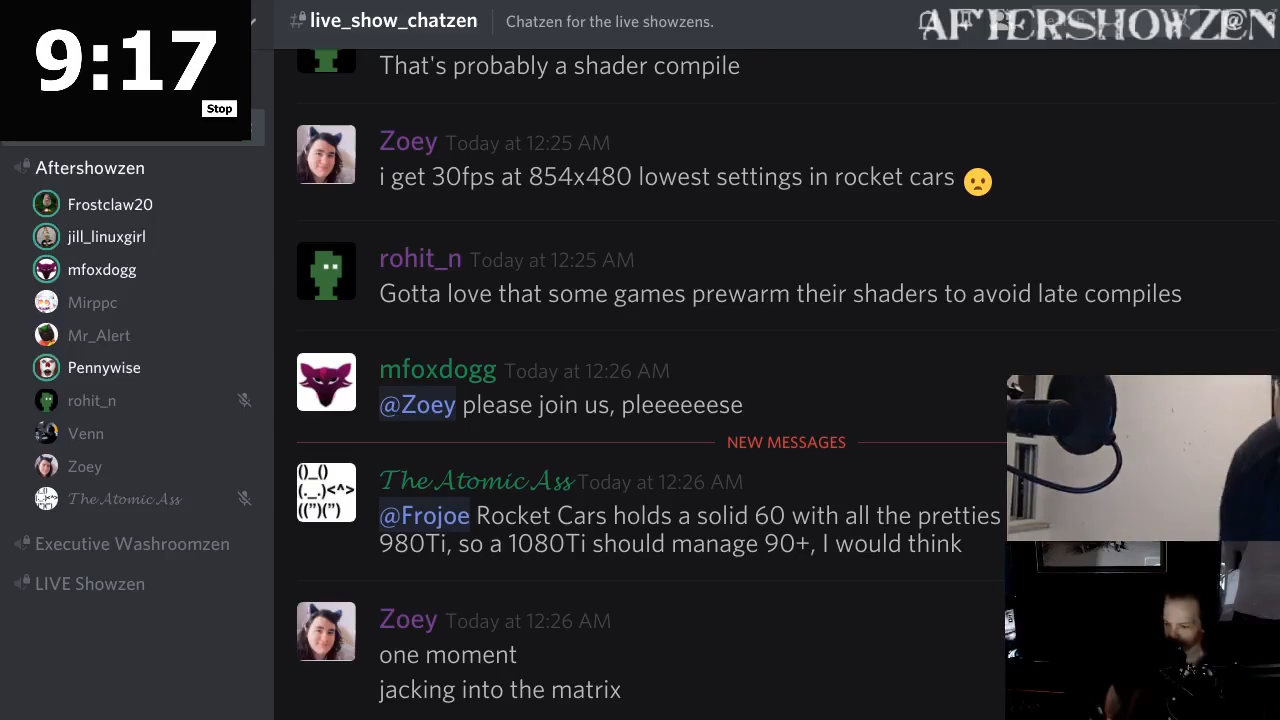 9:17
Stop
live_show_chatzen
Chatzen for the live showzens.
AFTERSHOWZEN
Aftershowzen
Frostclaw20
jill_linuxgirl
mfoxdogg
Mirppc
Mr_Alert
Pennywise
rohit_n
Venn
Zoey
The Atomic Ass
Executive Washroomzen
LIVE Showzen
That's probably a shader compile
Zoey Today at 12:25 AM
i get 30fps at 854x480 lowest settings in rocket cars
rohit_n Today at 12:25 AM
Gotta love that some games prewarm their shaders to avoid late compiles
mfoxdogg Today at 12:26 AM
@Zoey please join us, pleeeeeese
NEW MESSAGES
()_()
(._.)<^>
((")(")
The Atomic Ass Today at 12:26 AM
@Frojoe Rocket Cars holds a solid 60 with all the pretties
980Ti, so a 1080Ti should manage 90+, I would think
Zoey Today at 12:26 AM
one moment
jacking into the matrix